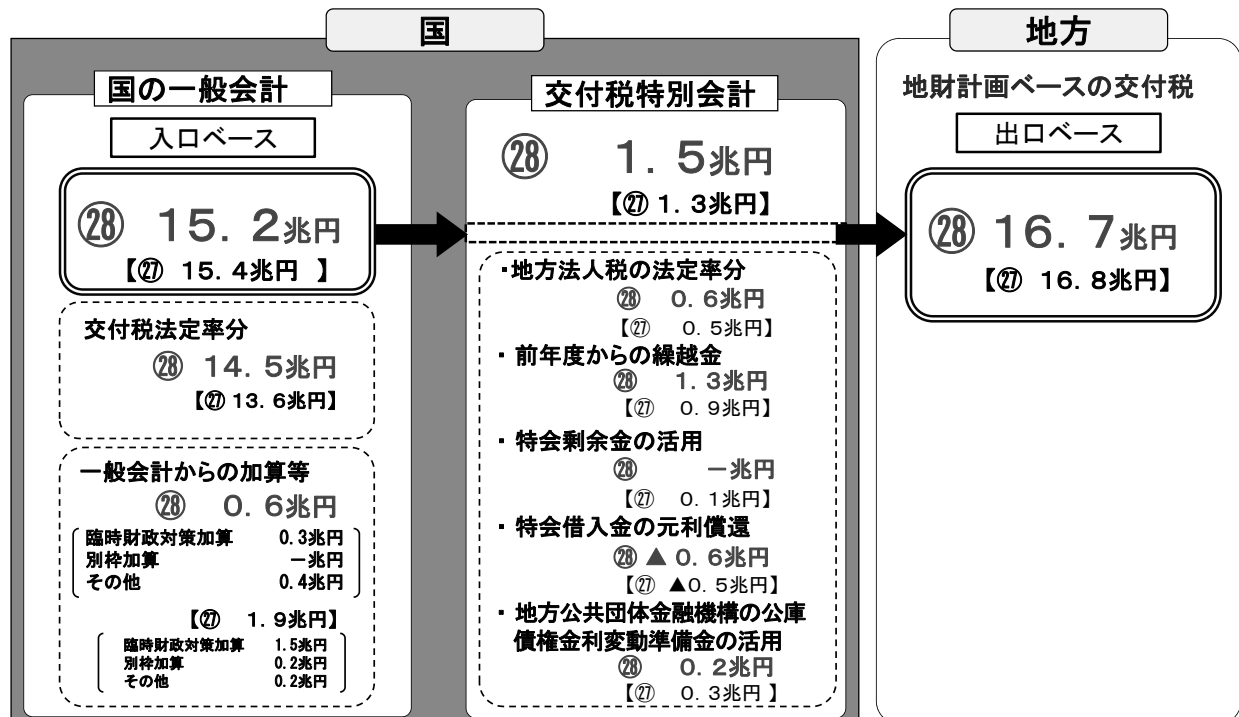 国
国の一般会計
入口ベース
㉘ 15.2兆円
【㉗ 15.4兆円 】
交付税法定率分
㉘ 14.5兆円
【㉗ 13.6兆円】
一般会計からの加算等
㉘ 0.6兆円
臨時財政対策加算 0.3兆円
別枠加算 －兆円
その他 0.4兆円
【㉗ 1.9兆円】
臨時財政対策加算 1.5兆円
別枠加算 0.2兆円
その他 0.2兆円
交付税特別会計
㉘ 1.5兆円
【㉗ 1.3兆円】
・地方法人税の法定率分
㉘ 0.6兆円
【㉗ 0.5兆円】
・前年度からの繰越金
㉘ 1.3兆円
【㉗ 0.9兆円】
・特会剰余金の活用
㉘ －兆円
【㉗ 0.1兆円】
・特会借入金の元利償還
㉘ ▲ 0.6兆円
【㉗ ▲0.5兆円】
・地方公共団体金融機構の公庫
債権金利変動準備金の活用
㉘ 0.2兆円
【㉗ 0.3兆円 】
地方
地財計画ベースの交付税
出口ベース
㉘ 16.7兆円
【㉗ 16.8兆円】